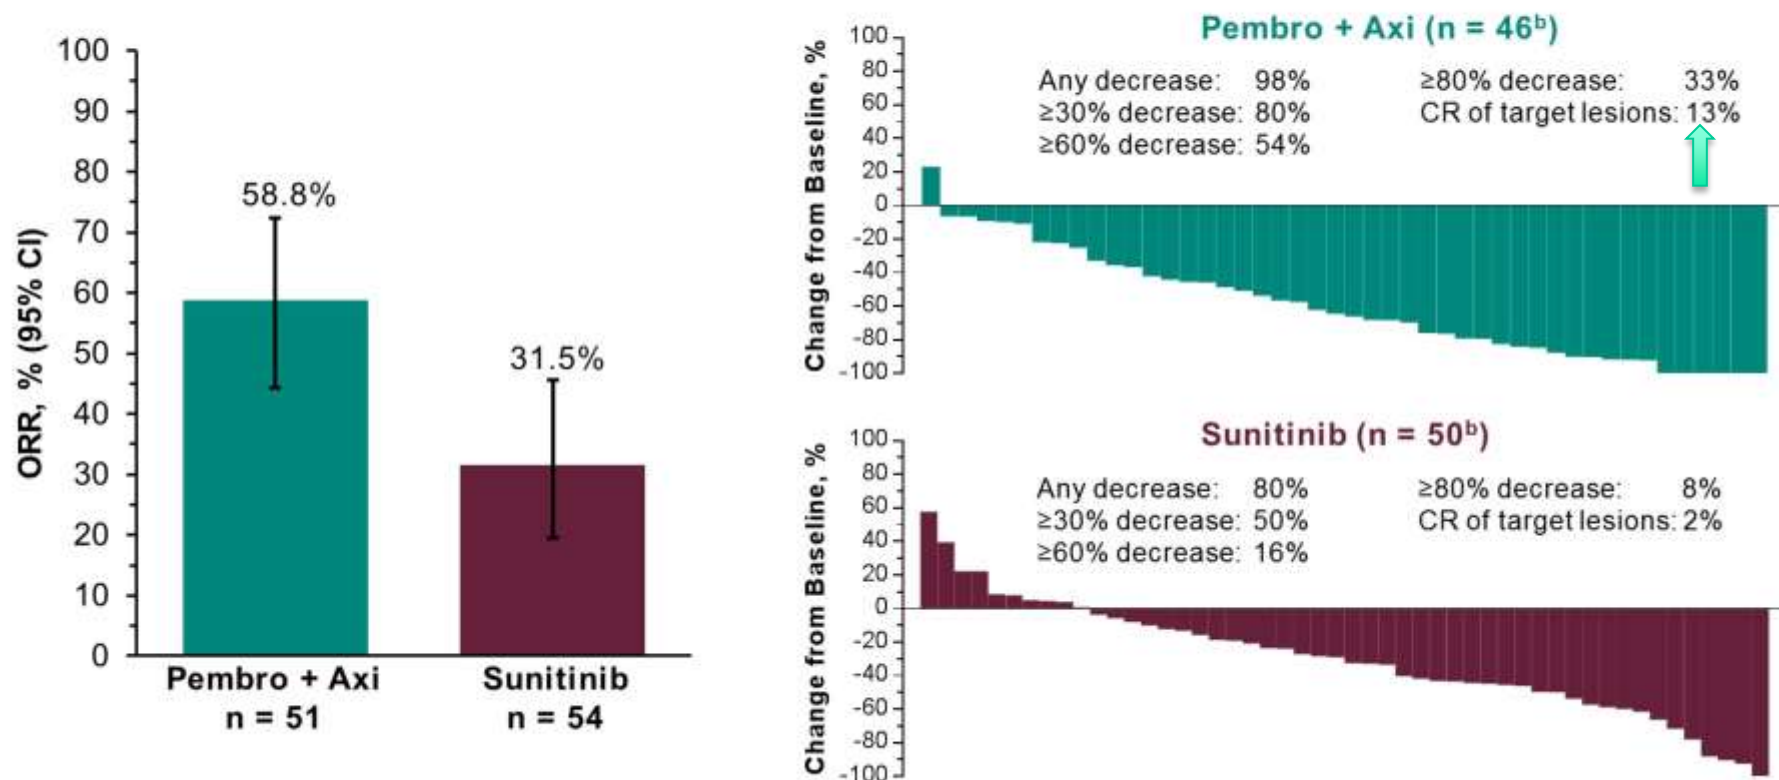 ORR, % (95% CI)
100
90
80
70
60
50
40
30
20
10
0
58.8%
31.5%
Pembro + Axi
n = 51
Sunitinib
n = 54
Pembro + Axi (n = 46ᵇ)
Change from Baseline, %
100
80
60
40
20
0
-20
-40
-60
-80
-100
Any decrease: 98%
≥30% decrease: 80%
≥60% decrease: 54%
≥80% decrease: 33%
CR of target lesions: 13%
Sunitinib (n = 50ᵇ)
Change from Baseline, %
100
80
60
40
20
0
-20
-40
-60
-80
-100
Any decrease: 80%
≥30% decrease: 50%
≥60% decrease: 16%
≥80% decrease: 8%
CR of target lesions: 2%